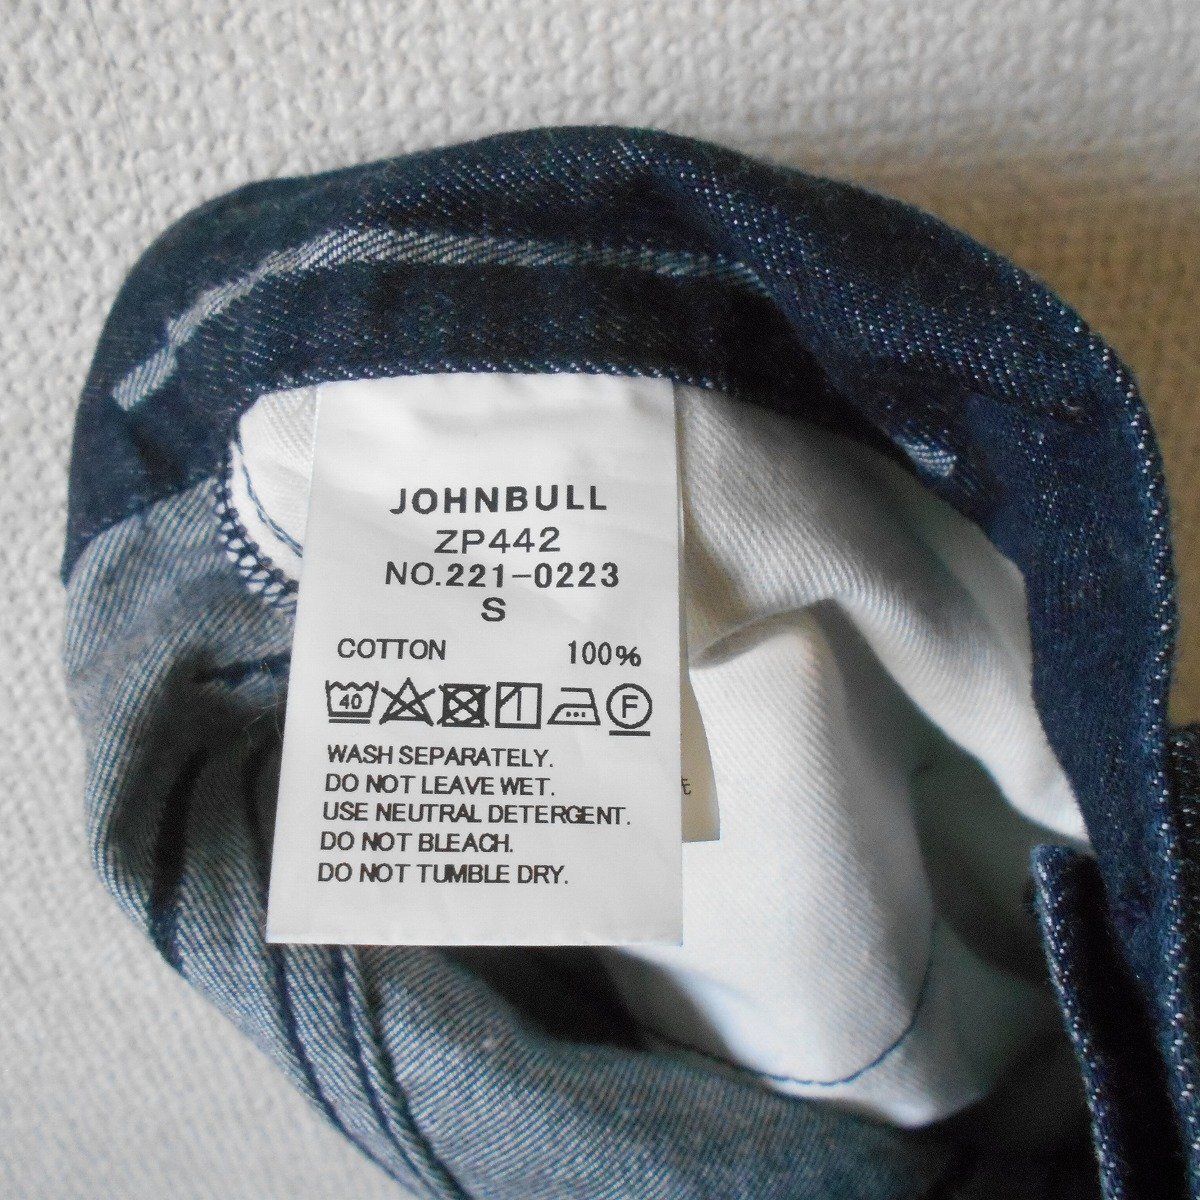 JOHNBULL
ZP442
NO.221-0223
S
COTTON 100%
40 F
WASH SEPARATELY.
DO NOT LEAVE WET.
USE NEUTRAL DETERGENT.
DO NOT BLEACH.
DO NOT TUMBLE DRY.